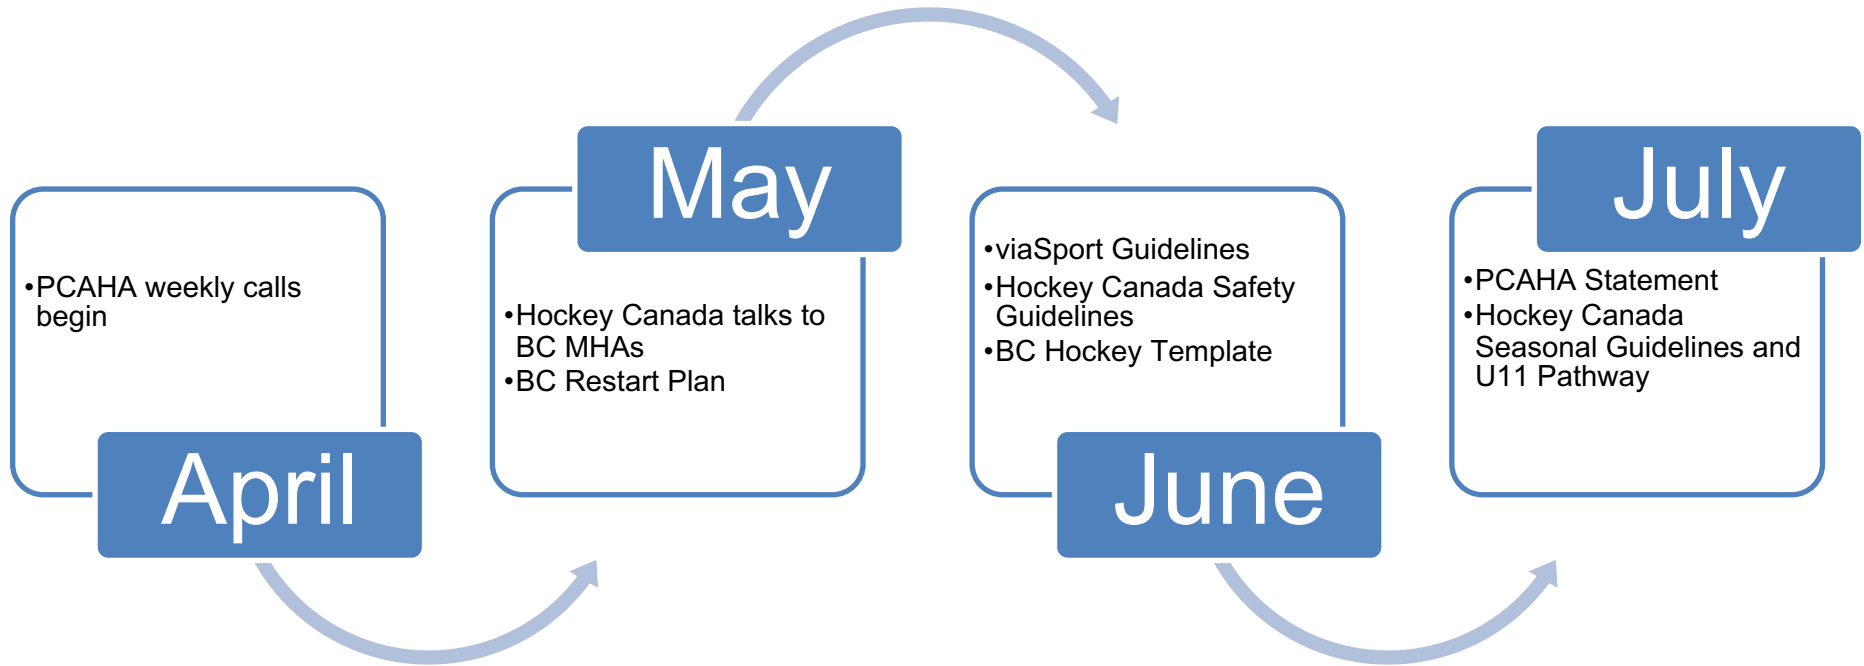 •PCAHA weekly calls
begin
April
May
•Hockey Canada talks to
BC MHAs
•BC Restart Plan
•viaSport Guidelines
•Hockey Canada Safety
Guidelines
•BC Hockey Template
June
July
•PCAHA Statement
•Hockey Canada
Seasonal Guidelines and
U11 Pathway